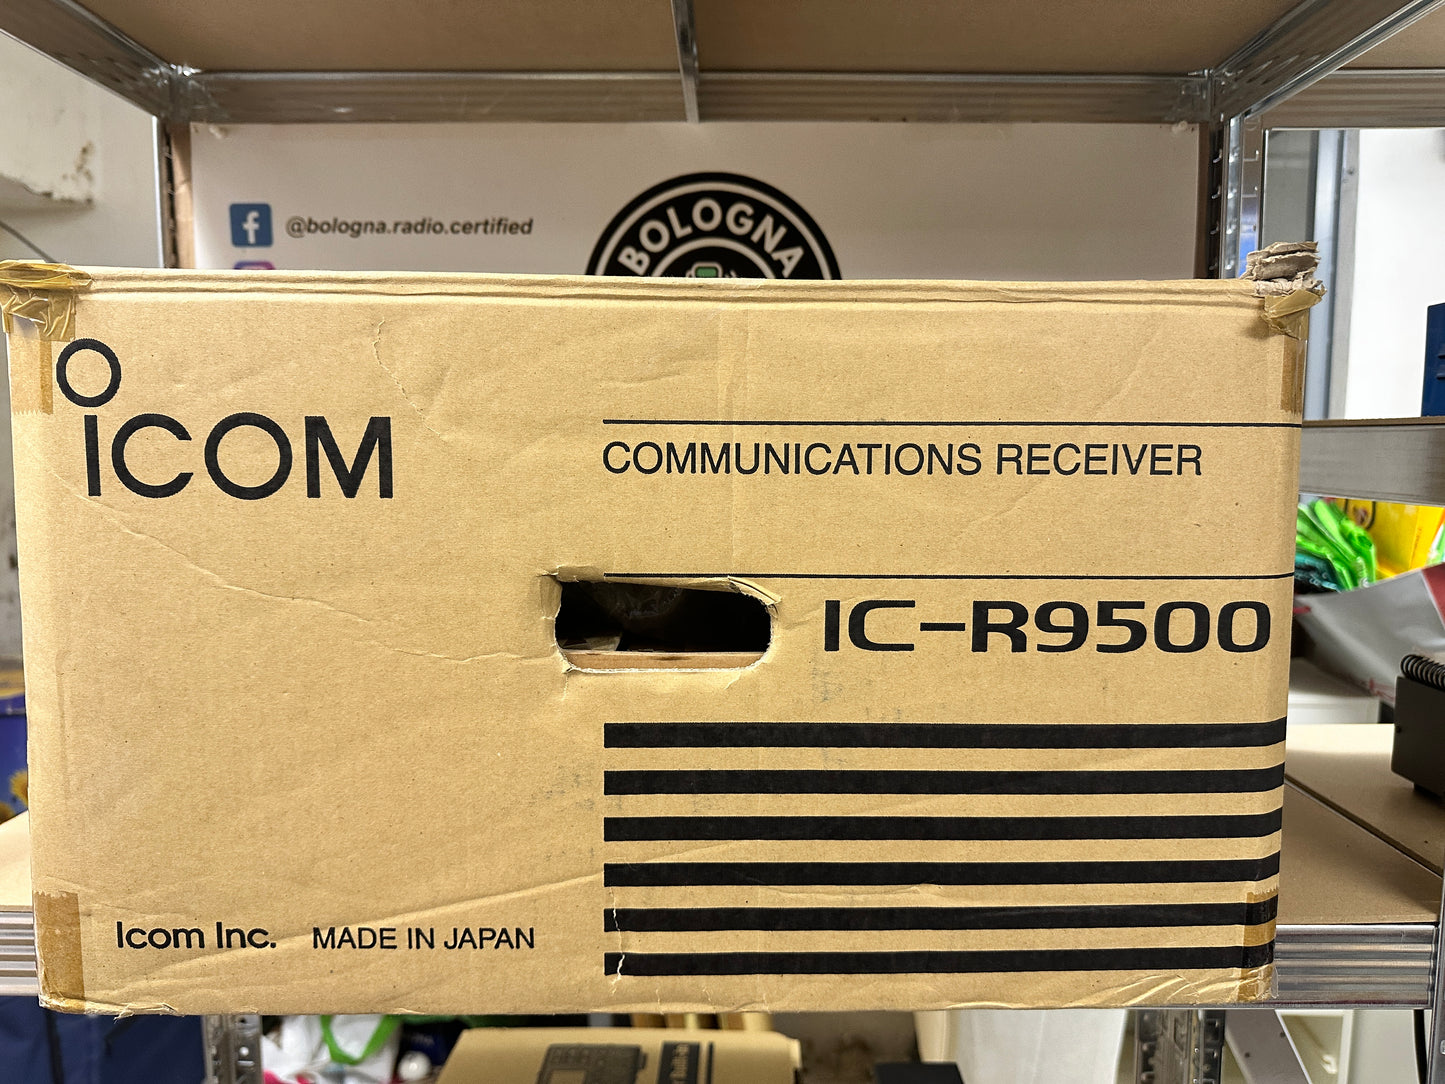 @bologna.radio.certified
BOLOGNA
ICOM
COMMUNICATIONS RECEIVER
IC-R9500
Icom Inc. MADE IN JAPAN